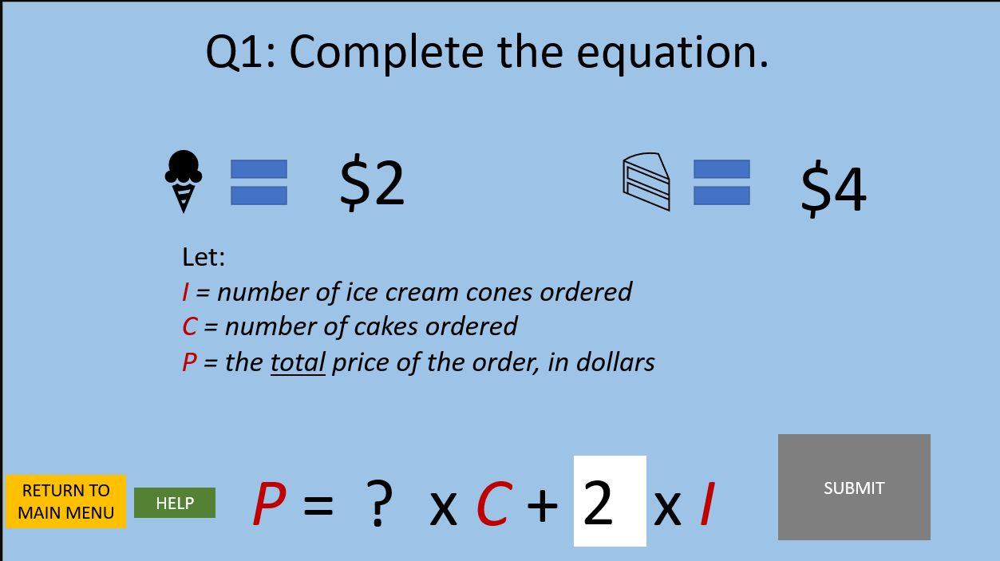 Q1: Complete the equation.
$2
$4
Let:
I = number of ice cream cones ordered
C = number of cakes ordered
P = the total price of the order, in dollars
RETURN TO
MAIN MENU
HELP
P = ? x C + 2 x I
SUBMIT